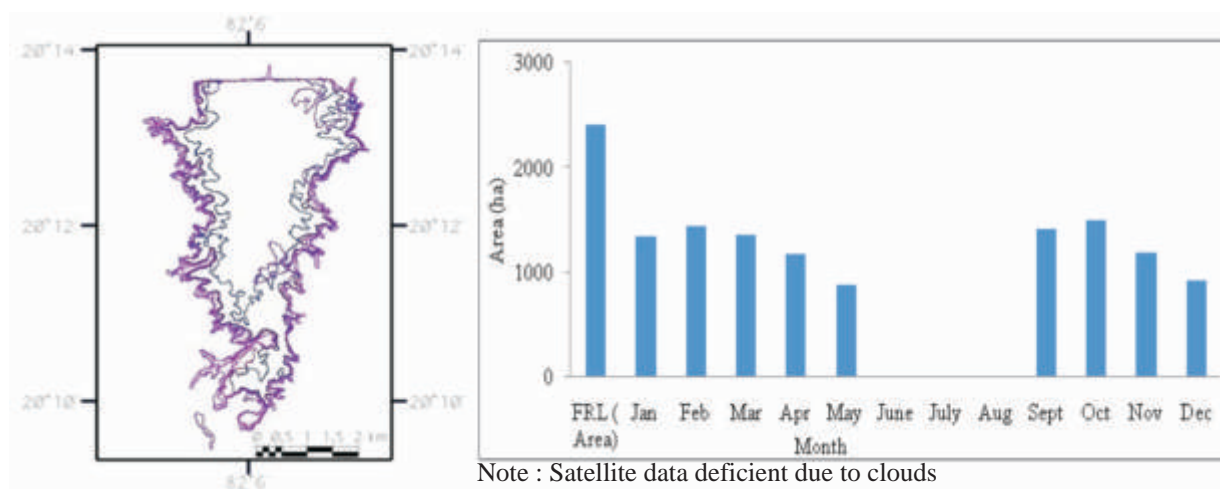 82°6
20°14
20°14
20°12
20°12
20°10
20°10
0 0.5 1 2 km
82°6
3000
2000
1000
0
Area (ha)
FRL ( Area) Jan Feb Mar Apr May June July Aug Sept Oct Nov Dec
Month
Note : Satellite data deficient due to clouds